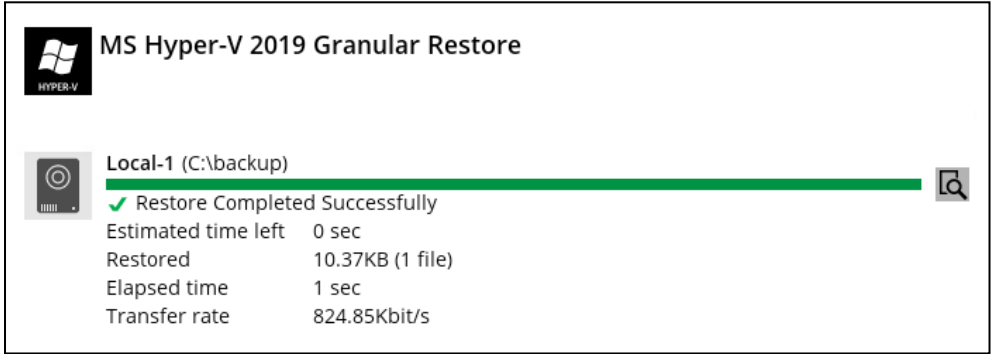 MS Hyper-V 2019 Granular Restore
HYPER-V
Local-1 (C:\backup)
Restore Completed Successfully
Estimated time left 0 sec
Restored 10.37KB (1 file)
Elapsed time 1 sec
Transfer rate 824.85Kbit/s